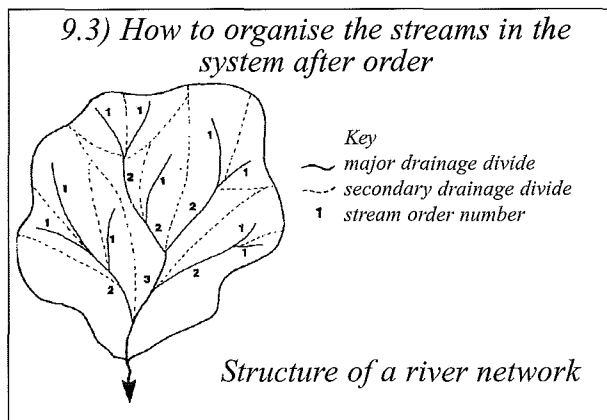 9.3) How to organise the streams in the
system after order
Key
major drainage divide
secondary drainage divide
1 stream order number
1 1
1
2 1 1
1
2
1 1 2
2
1
3 2 1
2
Structure of a river network